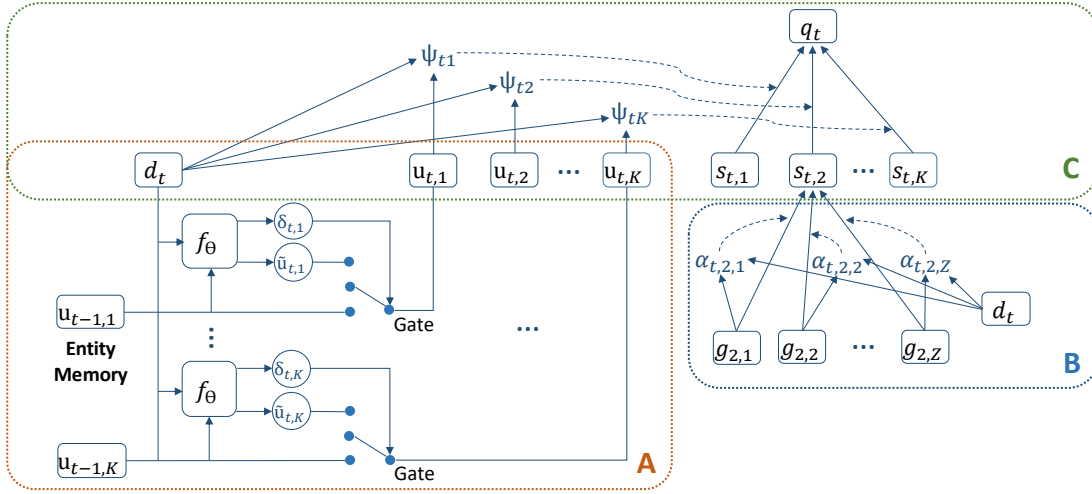 q_t
ψ_{t1}
ψ_{t2}
ψ_{tK}
d_t
u_{t,1}
u_{t,2}
...
u_{t,K}
s_{t,1}
s_{t,2}
...
s_{t,K}
C
f_θ
δ_{t,1}
ũ_{t,1}
u_{t−1,1}
Gate
Entity
Memory
...
...
f_θ
δ_{t,K}
ũ_{t,K}
u_{t−1,K}
Gate
A
α_{t,2,1}
α_{t,2,2}
α_{t,2,Z}
d_t
g_{2,1}
g_{2,2}
...
g_{2,Z}
B